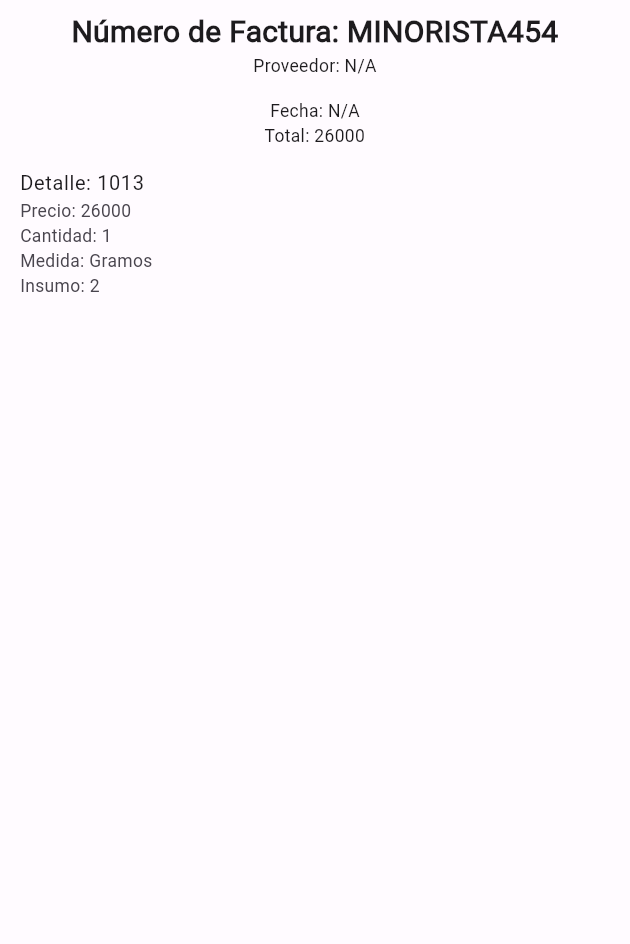 Número de Factura: MINORISTA454
Proveedor: N/A
Fecha: N/A
Total: 26000
Detalle: 1013
Precio: 26000
Cantidad: 1
Medida: Gramos
Insumo: 2